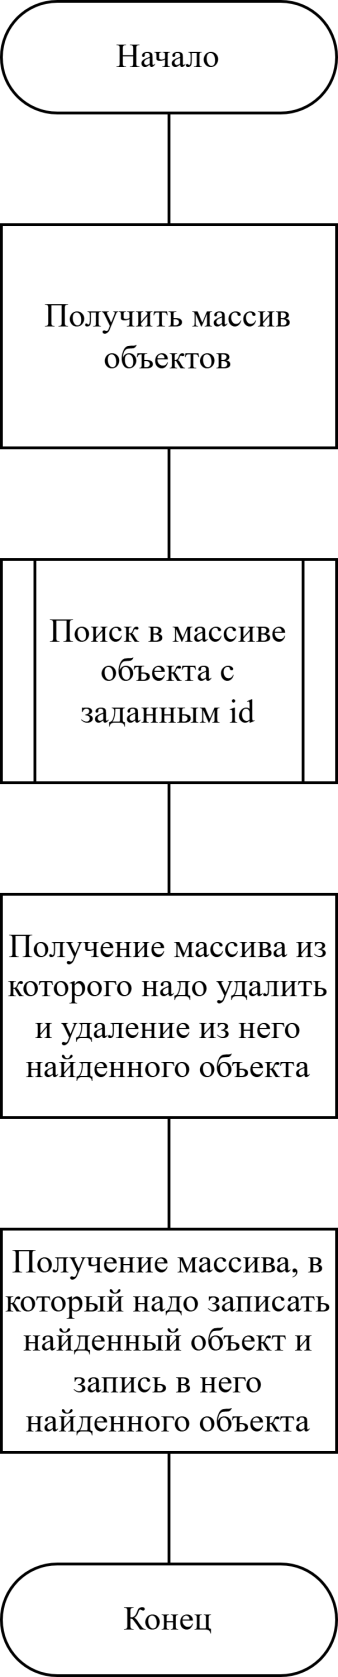 Начало
Получить массив
объектов
Поиск в массиве
объекта с
заданным id
Получение массива из
которого надо удалить
и удаление из него
найденного объекта
Получение массива, в
который надо записать
найденный объект и
запись в него
найденного объекта
Конец